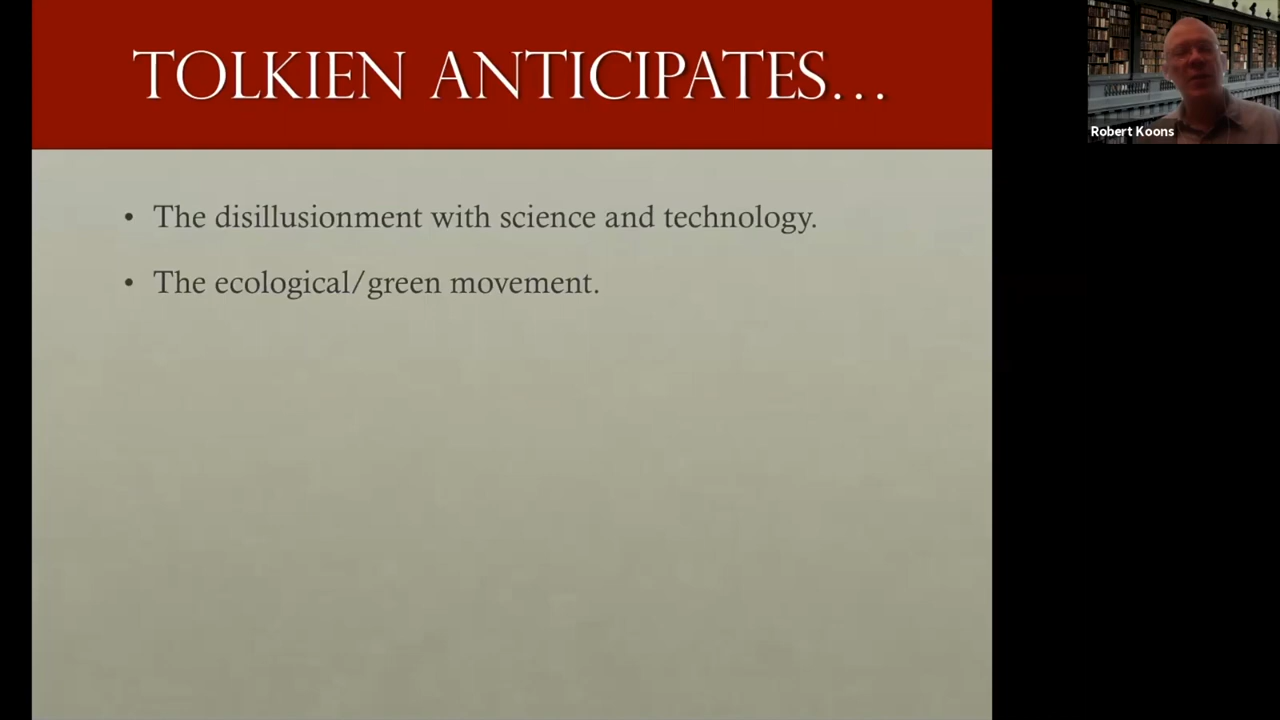 TOLKIEN ANTICIPATES...
• The disillusionment with science and technology.
• The ecological/green movement.
Robert Koons